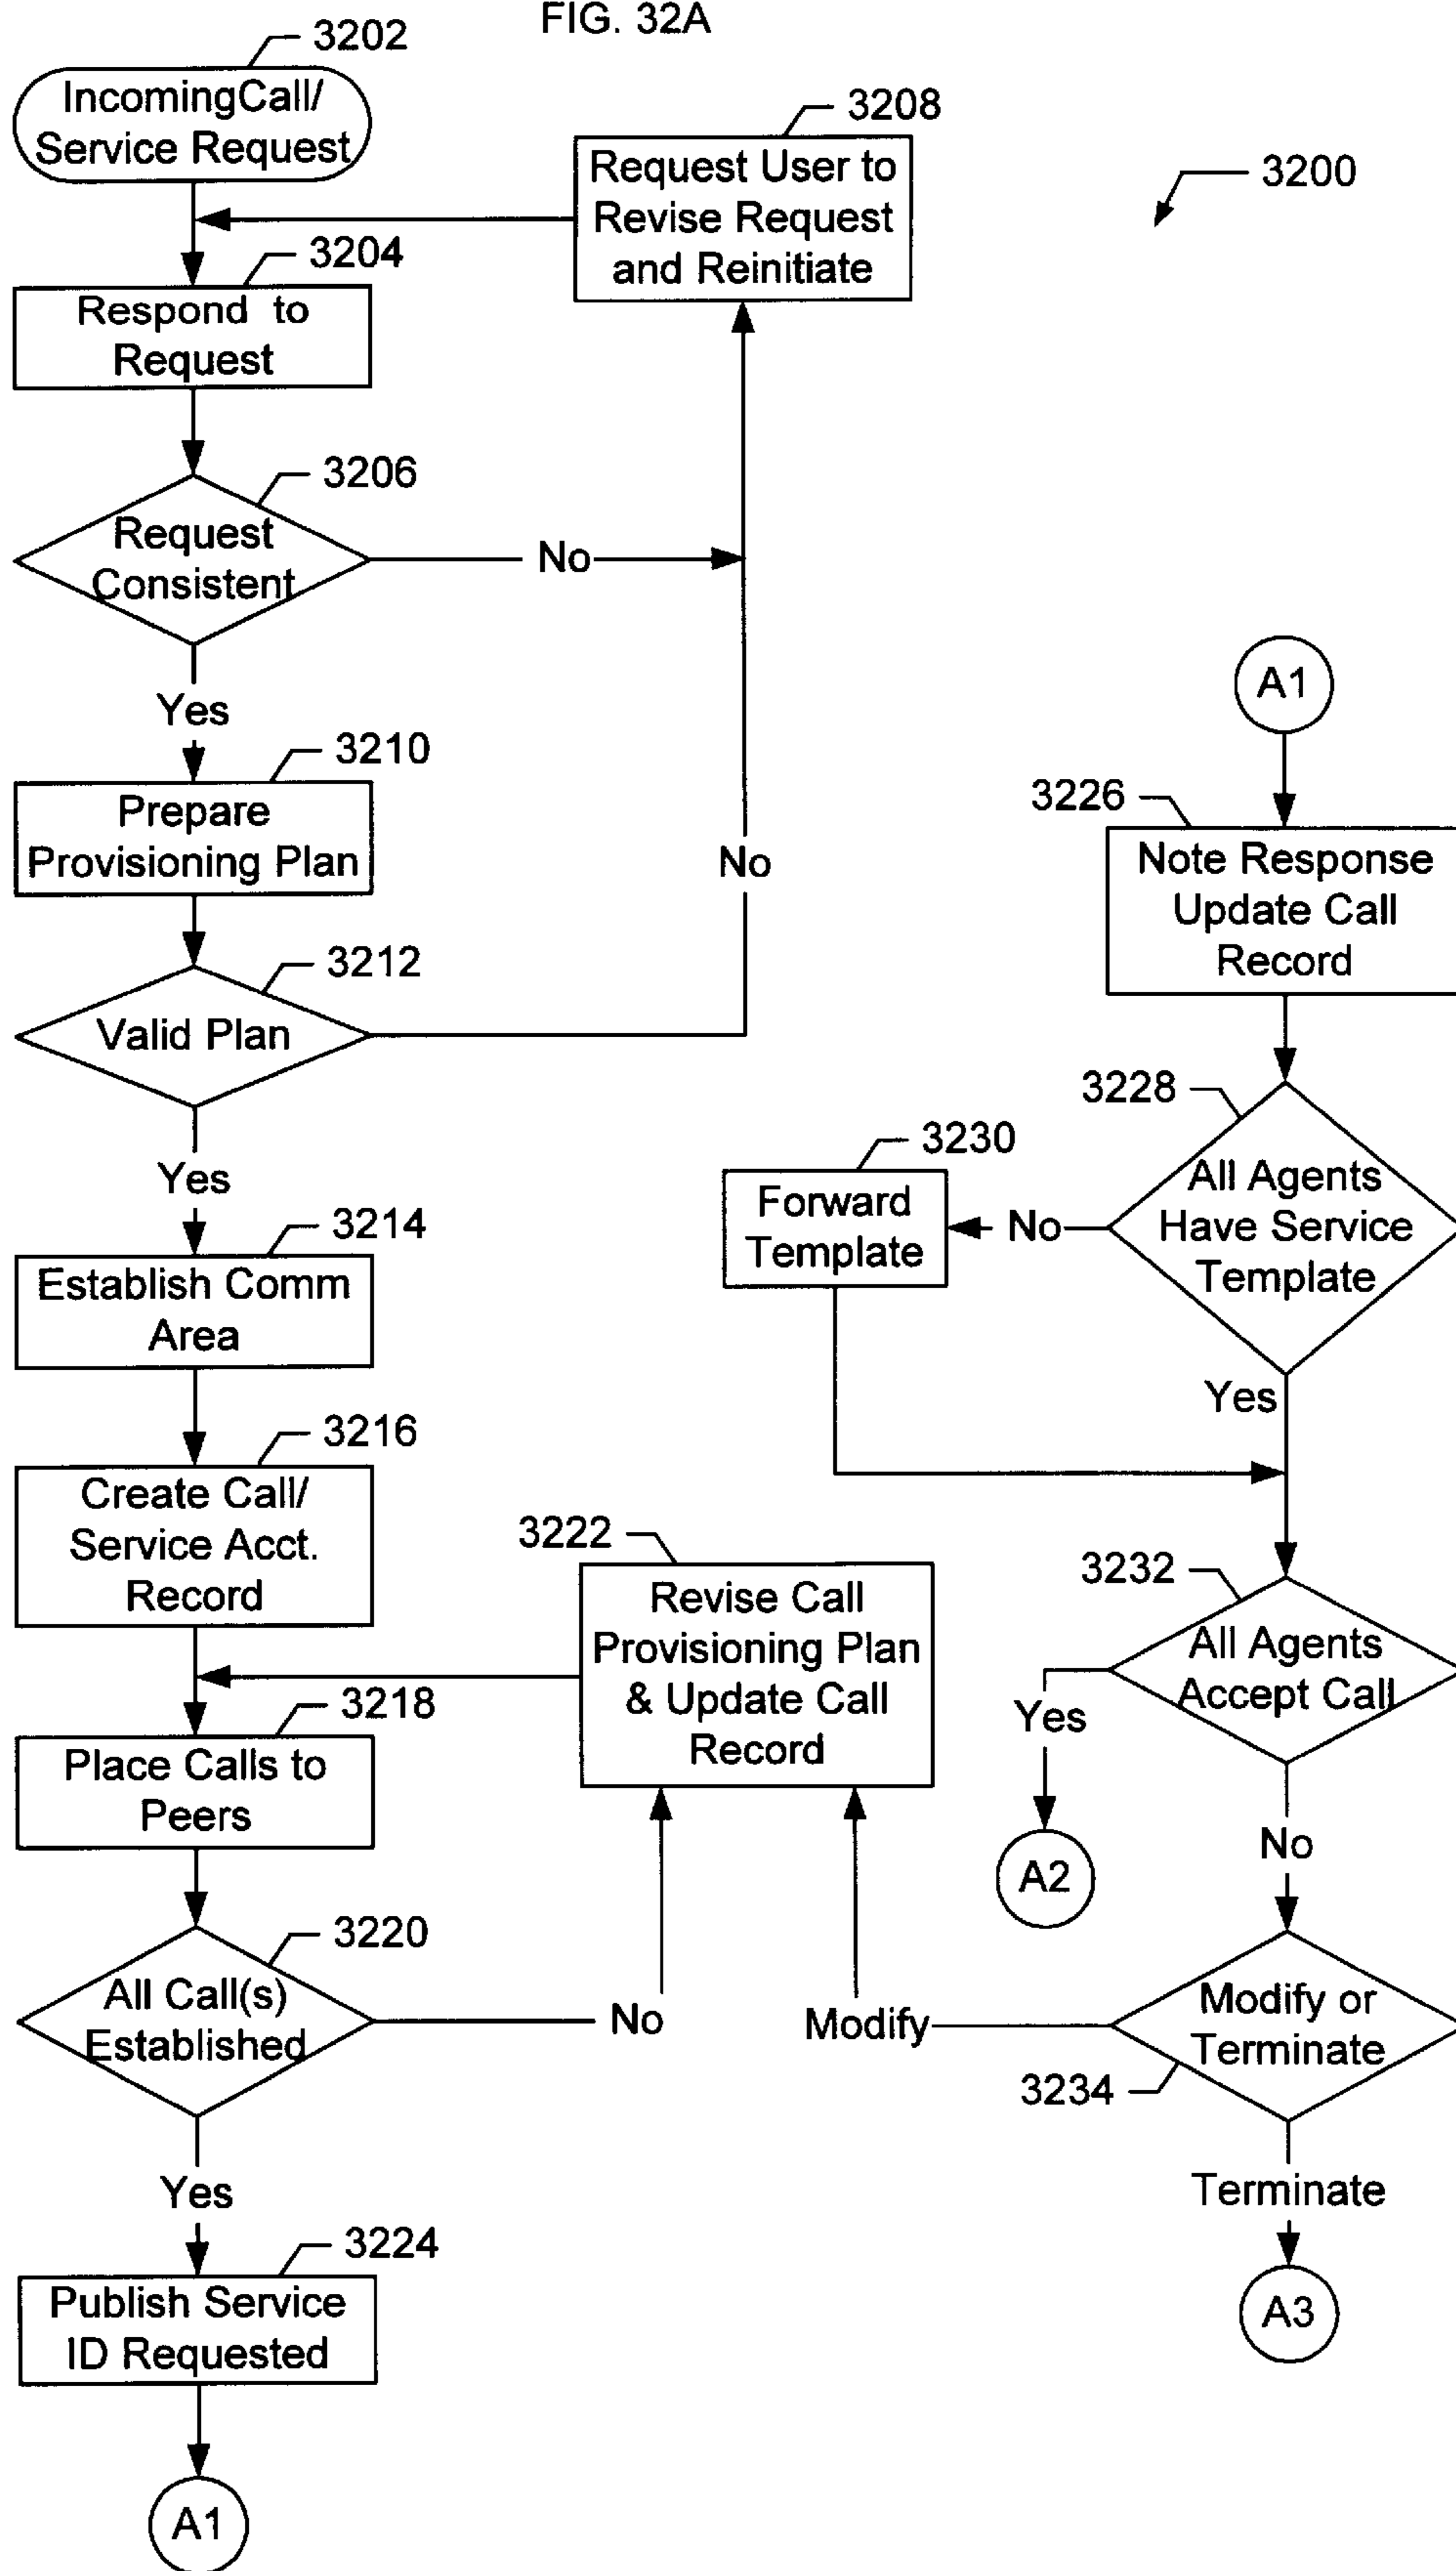 FIG. 32A
3202
IncomingCall/
Service Request
3208
Request User to
Revise Request
and Reinitiate
3200
3204
Respond to
Request
3206
Request
Consistent
No
Yes
3210
Prepare
Provisioning Plan
No
3212
Valid Plan
Yes
3214
Establish Comm
Area
3216
Create Call/
Service Acct.
Record
3222
Revise Call
Provisioning Plan
& Update Call
Record
3218
Place Calls to
Peers
3220
All Call(s)
Established
No
Yes
3224
Publish Service
ID Requested
A1
A1
3226
Note Response
Update Call
Record
3228
All Agents
Have Service
Template
No
3230
Forward
Template
Yes
3232
All Agents
Accept Call
Yes
A2
No
Modify or
Terminate
3234
Modify
Terminate
A3